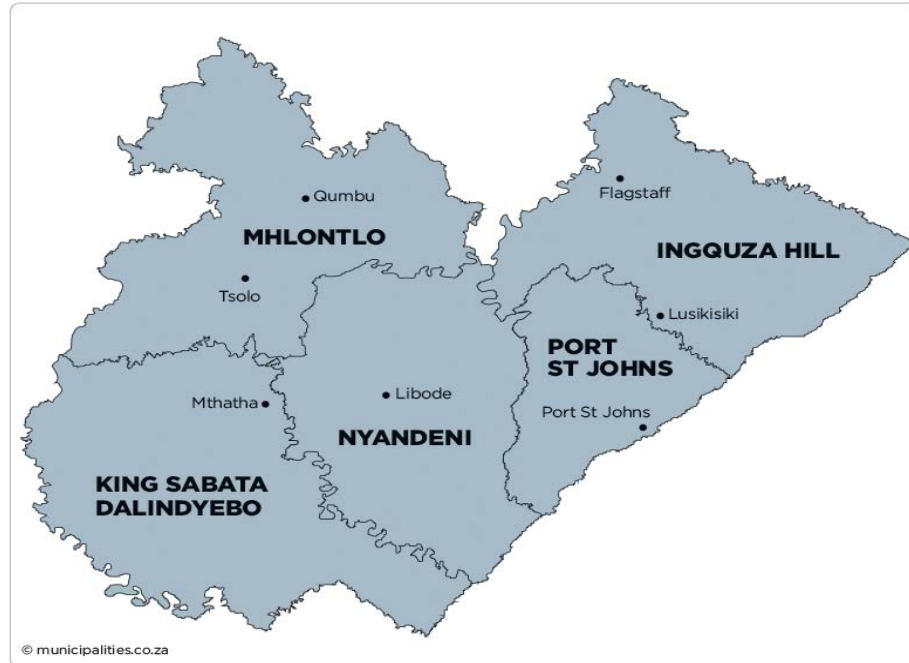 Qumbu
Flagstaff
MHLONTLO
INGQUZA HILL
Tsolo
Lusikisiki
PORT
ST JOHNS
Mthatha
Libode
Port St Johns
NYANDENI
KING SABATA
DALINDYEBO
© municipalities.co.za